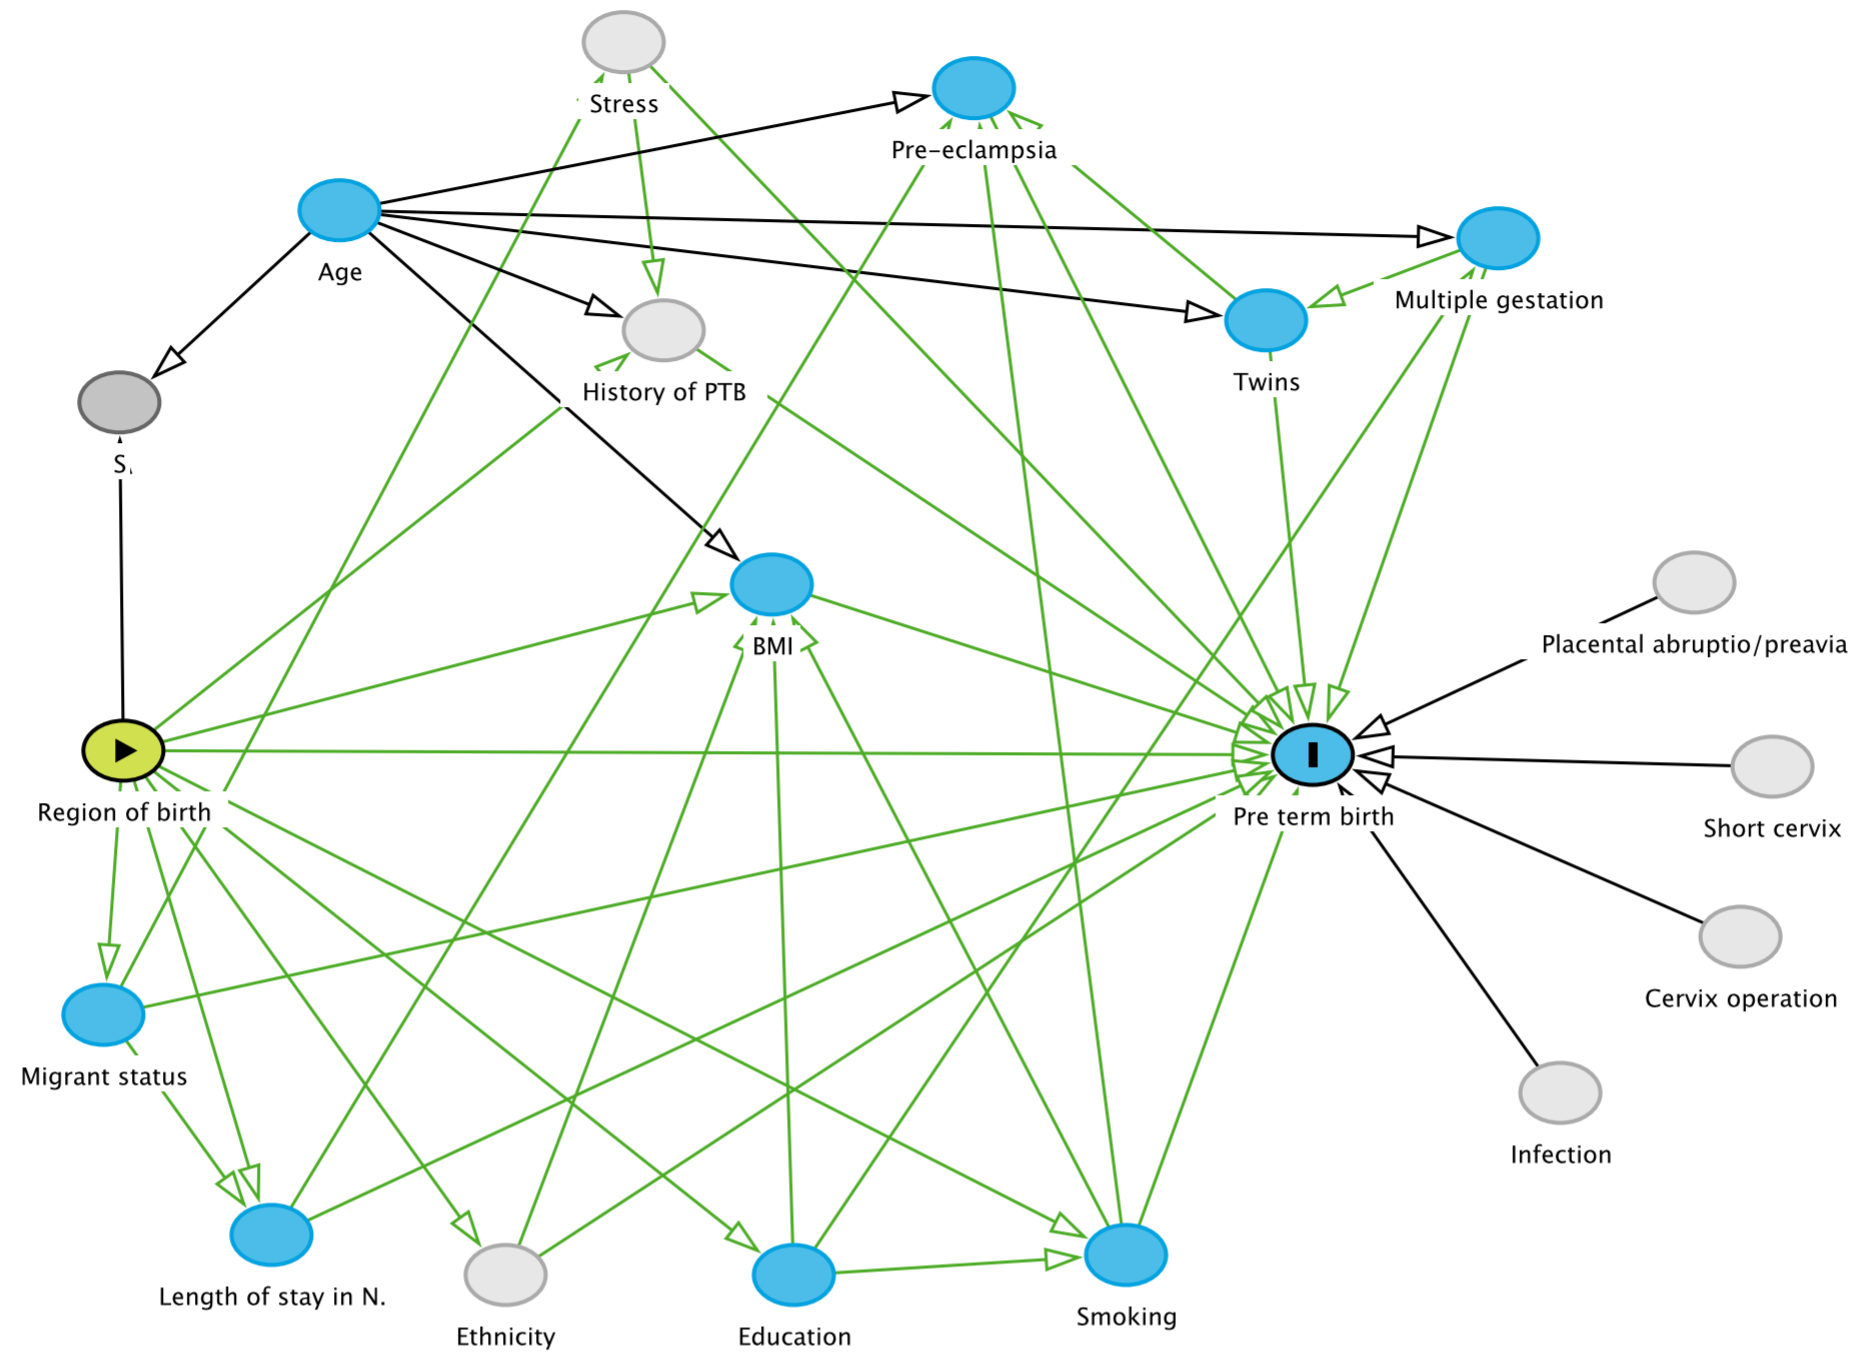 Stress
Pre-eclampsia
Age
Multiple gestation
History of PTB
Twins
S
BMI
Placental abruptio/preavia
Region of birth
Pre term birth
Short cervix
Cervix operation
Migrant status
Infection
Length of stay in N.
Ethnicity
Education
Smoking